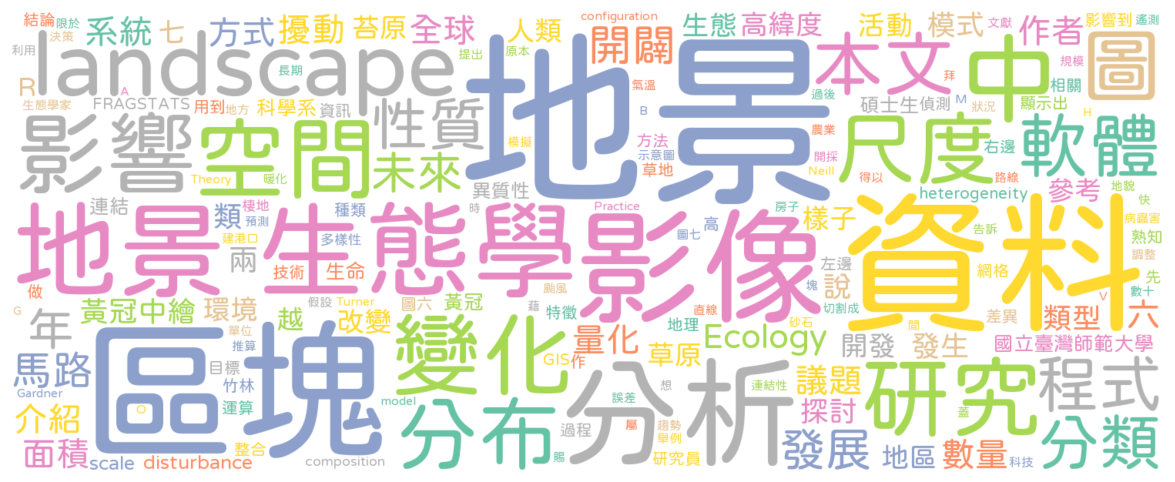 結論 限於 系統 七 方式 擾動 苔原 全球 人類 configuration 生態 高緯度 活動 模式 文獻 作者 影響到 遙測
決策 提出 原本 開闢 規模
利用 landscape 地景 本文 中 圖
長期 氣溫 拜 相關
R A FRAGSTATS 用到 地方 科學系 資訊 性質 B 過後 碩士生 偵測 M 狀況 顯示出 H
生態學家 模擬 方法 農業
影響 空間 未來 示意圖 開採 尺度 右邊 軟體
Theory 暖化 草地 Neill 得以 路線
異質性 heterogeneity 參考 地貌 快
連結 類 棲地 種類 時 Practice 房子 樣子 病蟲害
預測 圖七 高 告訴 調整
地景 生態學 影像 資料
建港口 多樣性 說 熟知
兩 技術 生命 左邊 網格 先
做 假設 Turner 颱風 塊 數十
G 年 黃冠中繪 環境 圖六 黃冠 藉 特徵 直線 切割成 差異 類型 V 六
單位 越 改變 地理 砂石 間
推算 變化 量化 Ecology 開發 發生 國立臺灣師範大學
馬路 目標 區塊 GIS 作 草原
竹林 想 連結性 議題 研究 程式
Gardner model 誤差 蓋
介紹 運算 O 分布 分析 探討
屬 趨勢
面積 整合 過程 舉例 發展 分類
scale disturbance composition 賜 研究員 地區 數量 科技